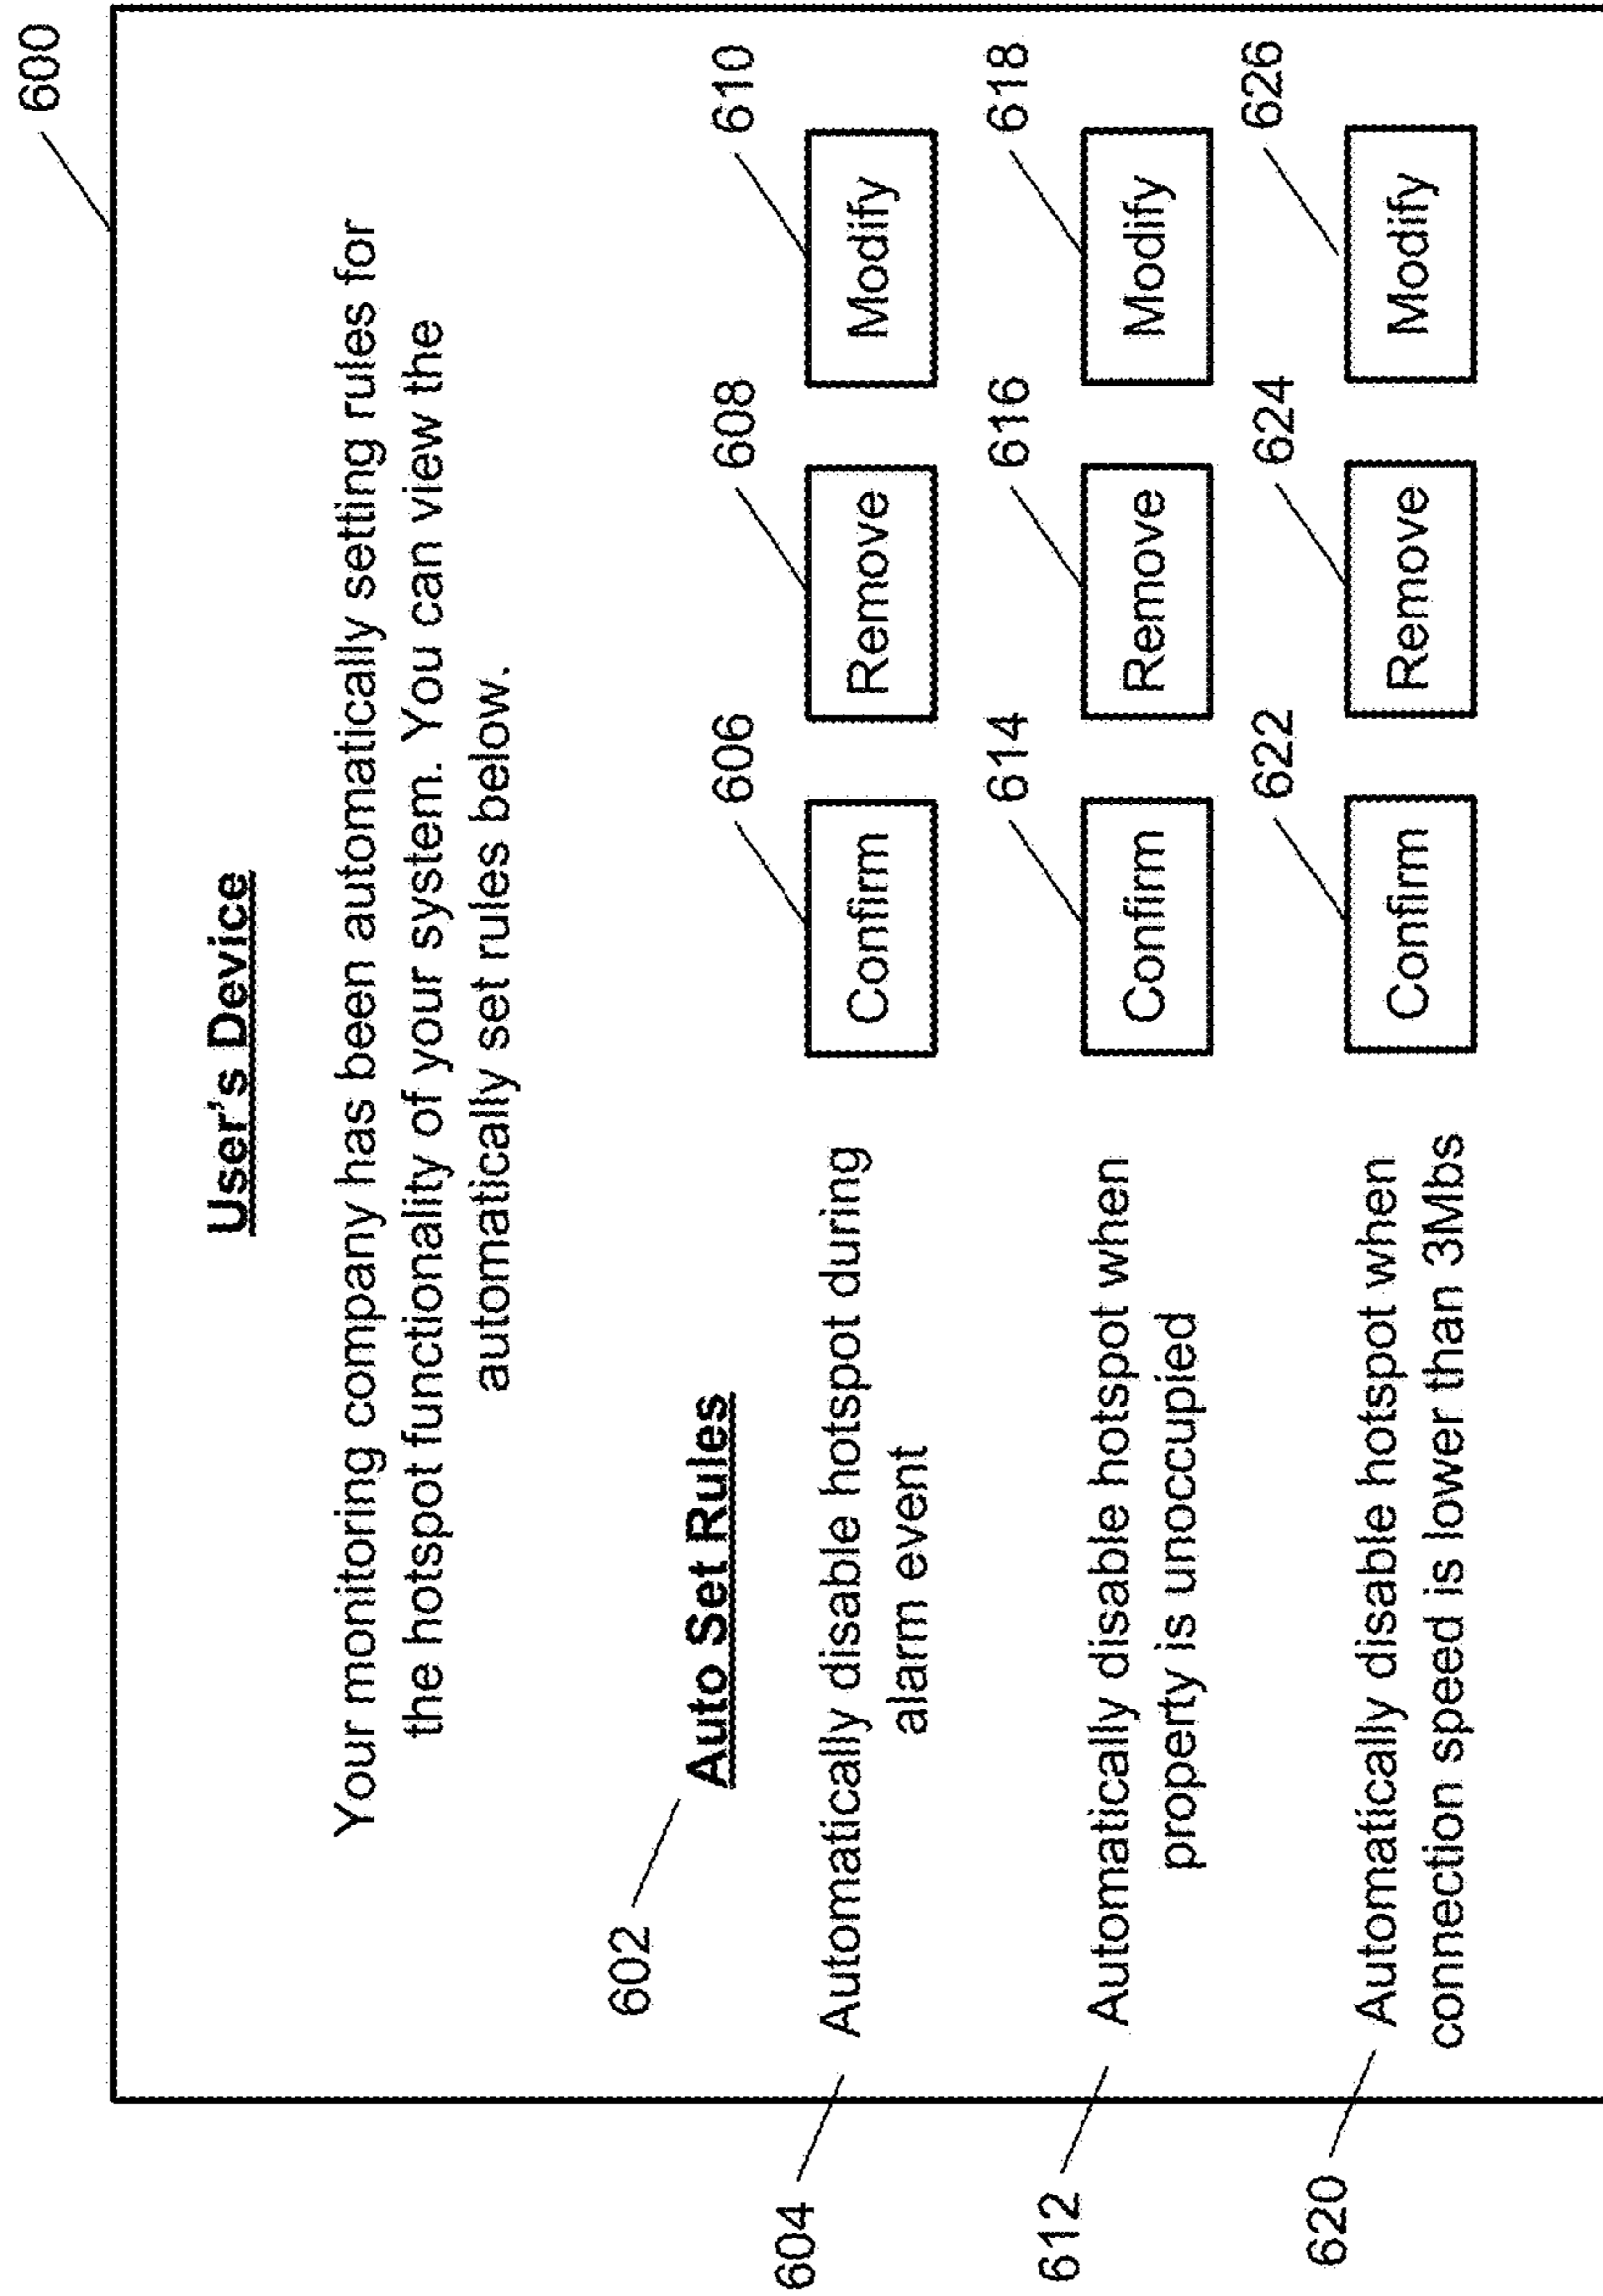 600
User's Device
Your monitoring company has been automatically setting rules for
the hotspot functionality of your system. You can view the
automatically set rules below.
602
Auto Set Rules
606 608 610
604 Automatically disable hotspot during Confirm Remove Modify
alarm event
614 616 618
612 Automatically disable hotspot when Confirm Remove Modify
property is unoccupied
622 624 626
620 Automatically disable hotspot when Confirm Remove Modify
connection speed is lower than 3Mbs